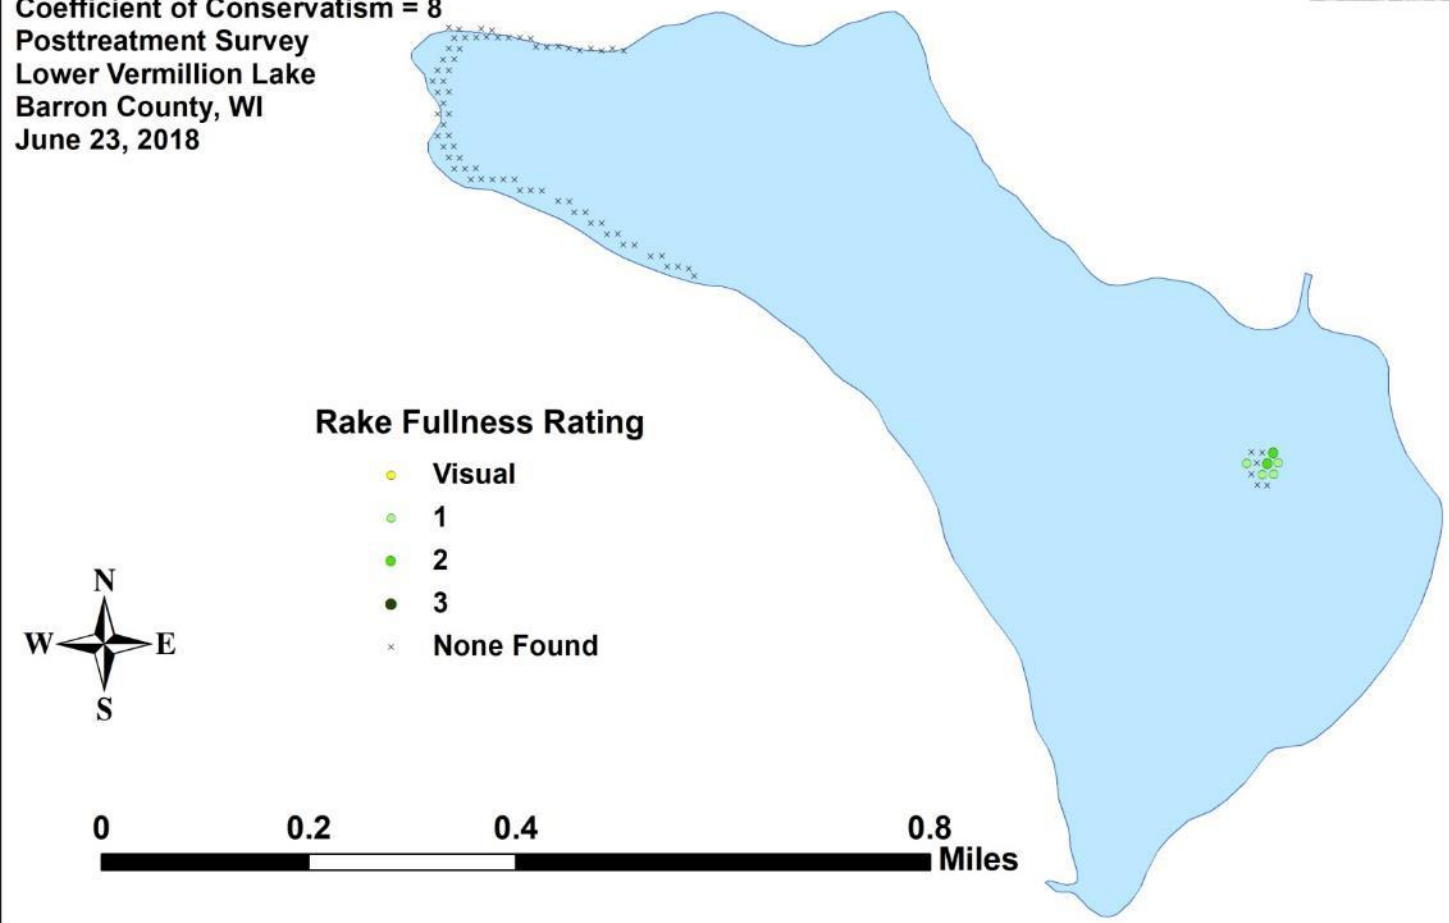 Coefficient of Conservatism = 8
Posttreatment Survey
Lower Vermillion Lake
Barron County, WI
June 23, 2018
Rake Fullness Rating
Visual
1
2
3
None Found
N
W E
S
0 0.2 0.4 0.8
Miles